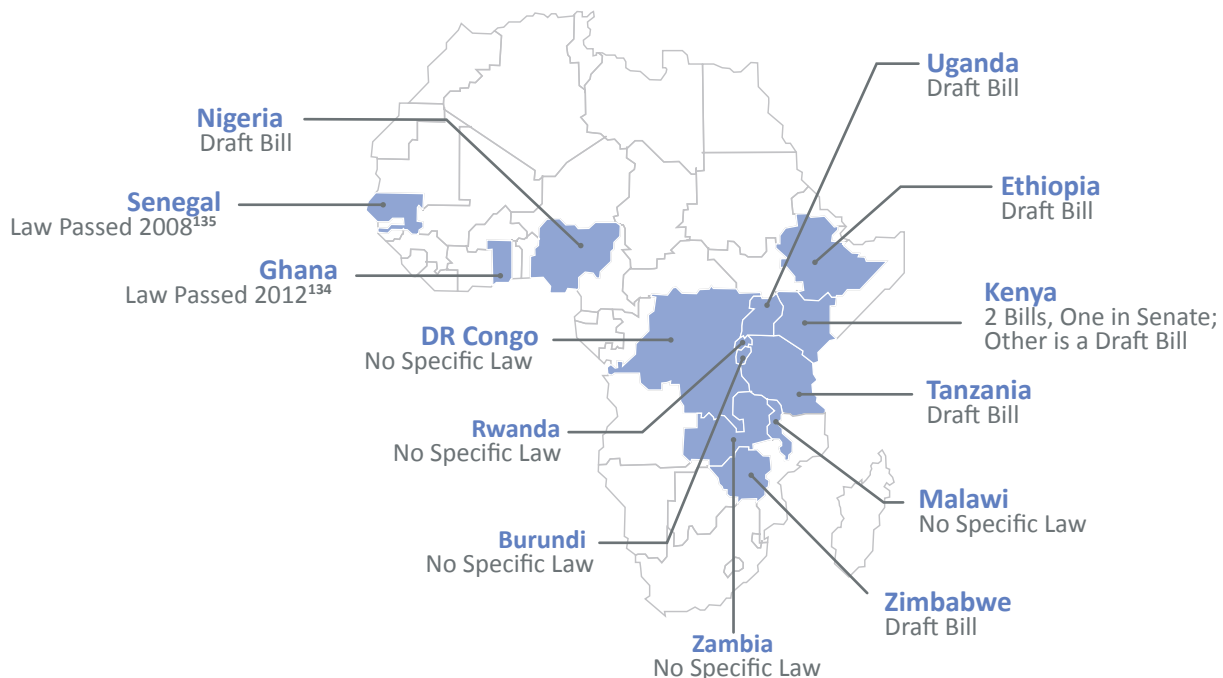 Uganda
Draft Bill
Nigeria
Draft Bill
Ethiopia
Draft Bill
Senegal
Law Passed 2008¹³⁵
Ghana
Law Passed 2012¹³⁴
Kenya
2 Bills, One in Senate;
Other is a Draft Bill
DR Congo
No Specific Law
Tanzania
Draft Bill
Rwanda
No Specific Law
Malawi
No Specific Law
Burundi
No Specific Law
Zimbabwe
Draft Bill
Zambia
No Specific Law